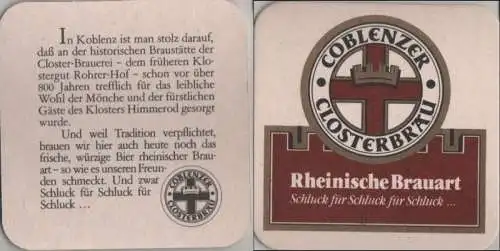 In Koblenz ist man stolz darauf,
daß an der historischen Braustätte der
Closter-Brauerei – dem früheren Klo-
stergut Rohrer-Hof – schon vor über
800 Jahren trefflich für das leibliche
Wohl der Mönche und der fürstlichen
Gäste des Klosters Himmerod gesorgt
wurde.
Und weil Tradition verpflichtet,
brauen wir hier auch heute noch das
frische, würzige Bier rheinischer Brau-
art – so wie es unseren Freun-
den schmeckt. Und zwar
Schluck für Schluck für
Schluck ...
COBLENZER
CLOSTERBRÄU
COBLENZER
CLOSTERBRÄU
Rheinische Brauart
Schluck für Schluck für Schluck ...